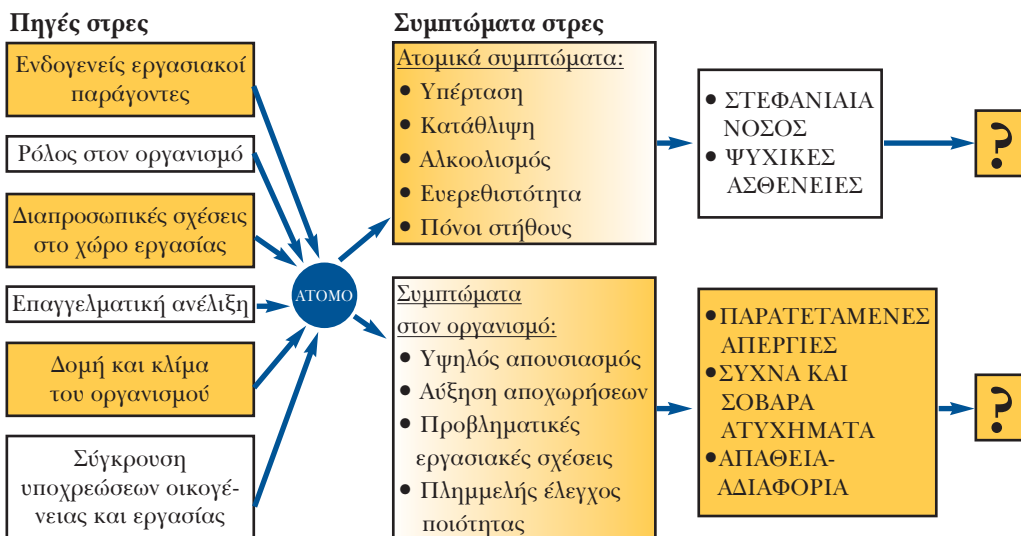 Πηγές στρες
Ενδογενείς εργασιακοί
παράγοντες
Ρόλος στον οργανισμό
Διαπροσωπικές σχέσεις
στο χώρο εργασίας
Επαγγελματική ανέλιξη
Δομή και κλίμα
του οργανισμού
Σύγκρουση
υποχρεώσεων οικογέ-
νειας και εργασίας
ΑΤΟΜΟ
Συμπτώματα στρες
Ατομικά συμπτώματα:
• Υπέρταση
• Κατάθλιψη
• Αλκοολισμός
• Ευερεθιστότητα
• Πόνοι στήθους
• ΣΤΕΦΑΝΙΑΙΑ
ΝΟΣΟΣ
• ΨΥΧΙΚΕΣ
ΑΣΘΕΝΕΙΕΣ
?
Συμπτώματα
στον οργανισμό:
• Υψηλός απουσιασμός
• Αύξηση αποχωρήσεων
• Προβληματικές
εργασιακές σχέσεις
• Πλημμελής έλεγχος
ποιότητας
• ΠΑΡΑΤΕΤΑΜΕΝΕΣ
ΑΠΕΡΓΙΕΣ
• ΣΥΧΝΑ ΚΑΙ
ΣΟΒΑΡΑ
ΑΤΥΧΗΜΑΤΑ
• ΑΠΑΘΕΙΑ-
ΑΔΙΑΦΟΡΙΑ
?